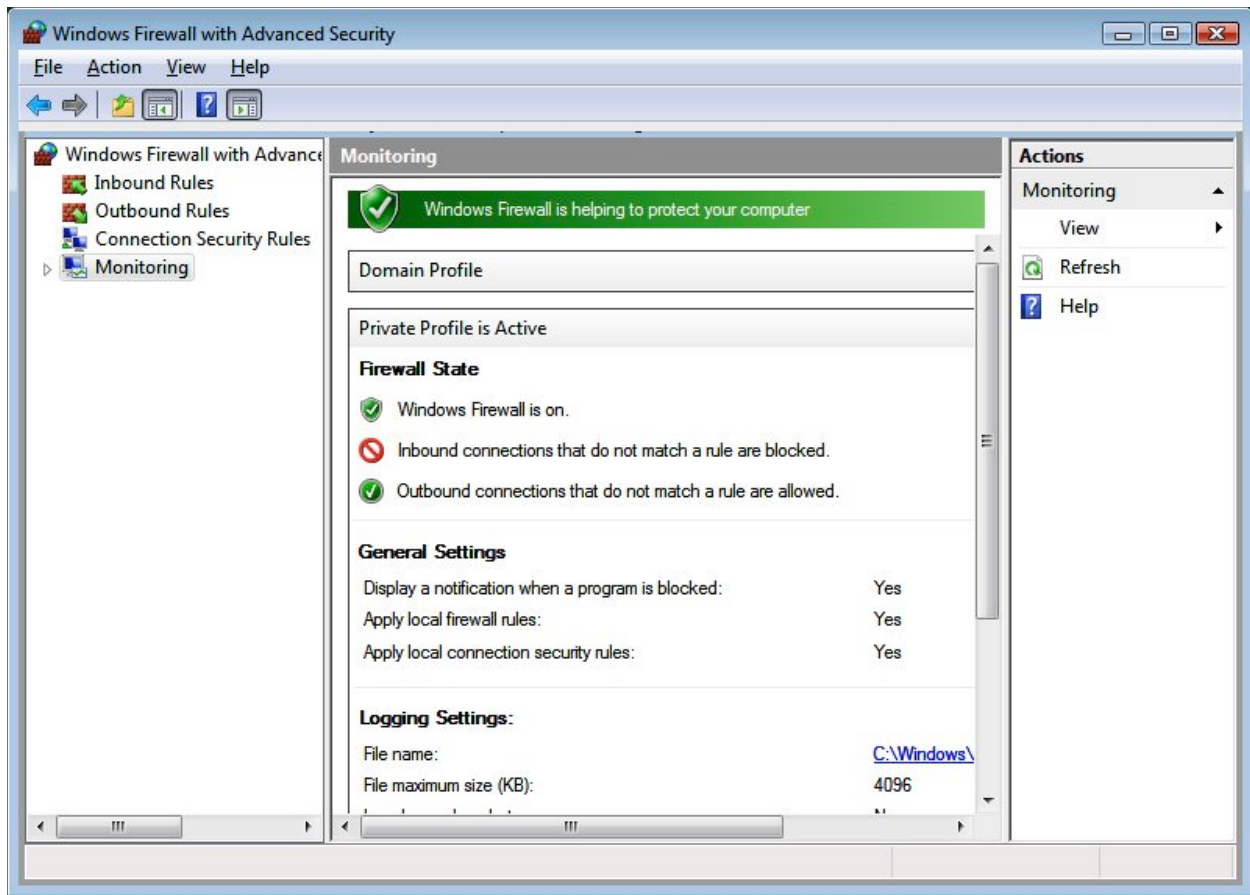 Windows Firewall with Advanced Security
File Action View Help
Windows Firewall with Advance
Inbound Rules
Outbound Rules
Connection Security Rules
Monitoring
Monitoring
Windows Firewall is helping to protect your computer
Domain Profile
Private Profile is Active
Firewall State
Windows Firewall is on.
Inbound connections that do not match a rule are blocked.
Outbound connections that do not match a rule are allowed.
General Settings
Display a notification when a program is blocked: Yes
Apply local firewall rules: Yes
Apply local connection security rules: Yes
Logging Settings:
File name: C:\Windows\
File maximum size (KB): 4096
Actions
Monitoring
View
Refresh
Help